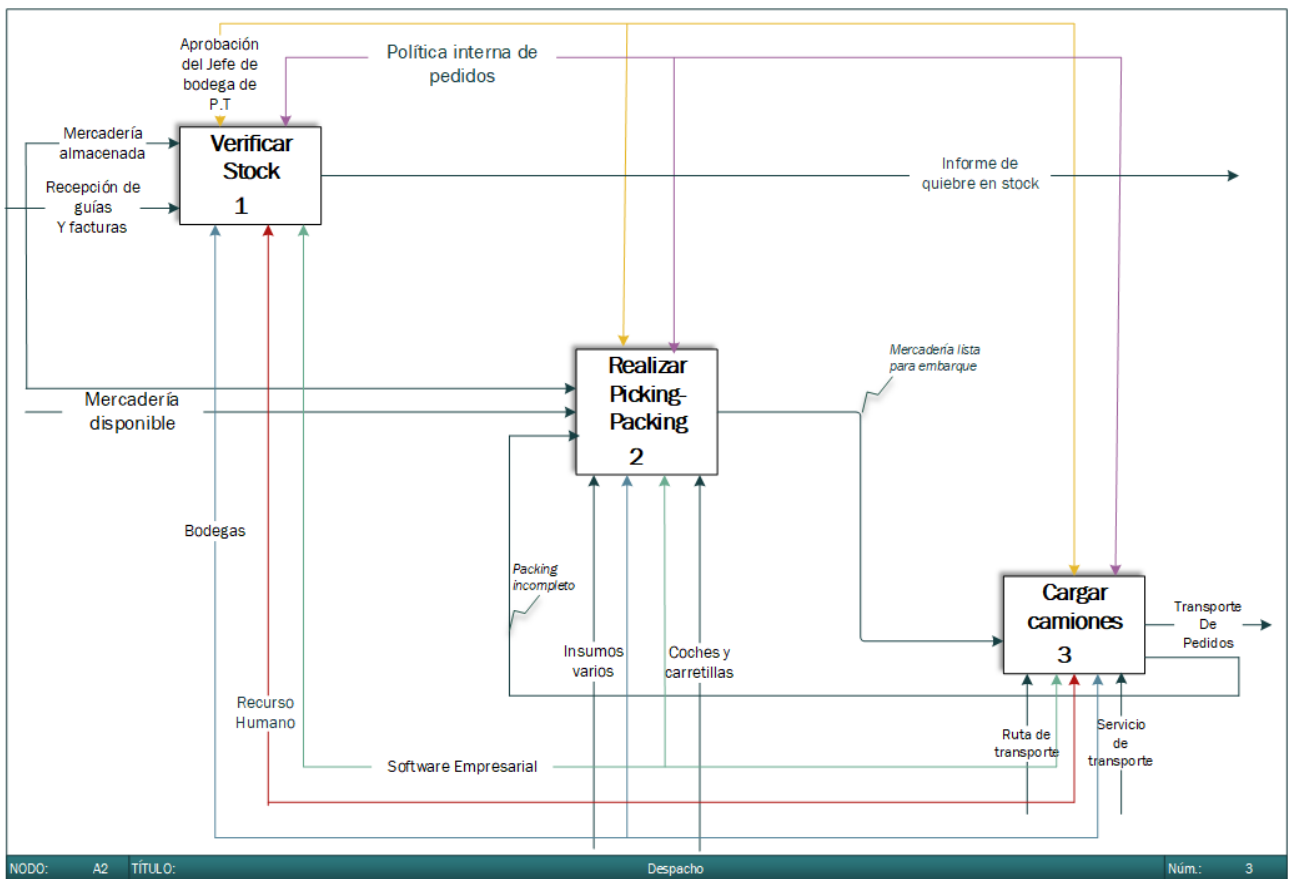 Aprobación
del Jefe de
bodega de
P.T
Política interna de
pedidos
Mercadería
almacenada
Verificar
Stock
1
Recepción de
guías
Y facturas
Informe de
quiebre en stock
Mercadería
disponible
Realizar
Picking-
Packing
2
Mercadería lista
para embarque
Bodegas
Packing
incompleto
Cargar
camiones
3
Transporte
De
Pedidos
Insumos
varios
Coches y
carretillas
Recurso
Humano
Ruta de
transporte
Servicio
de
transporte
Software Empresarial
NODO: A2 TÍTULO: Despacho Núm.: 3